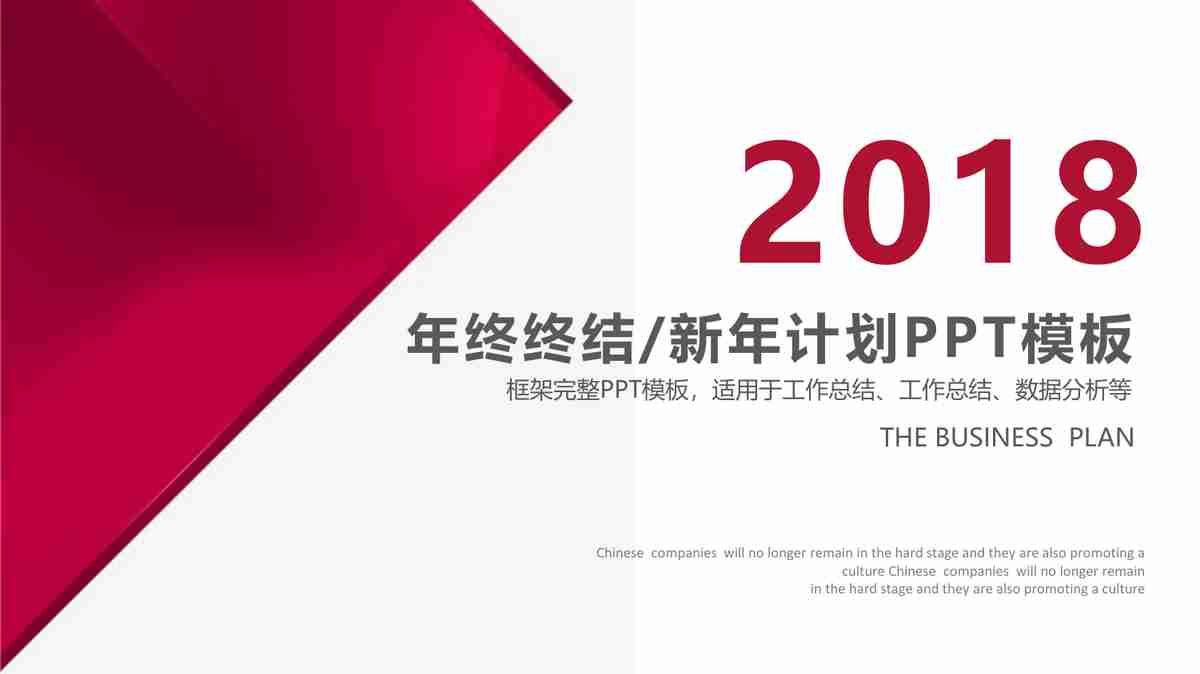 2018
年终终结/新年计划PPT模板
框架完整PPT模板，适用于工作总结、工作总结、数据分析等
THE BUSINESS  PLAN
Chinese  companies  will no longer remain in the hard stage and they are also promoting a
culture Chinese  companies  will no longer remain
in the hard stage and they are also promoting a culture